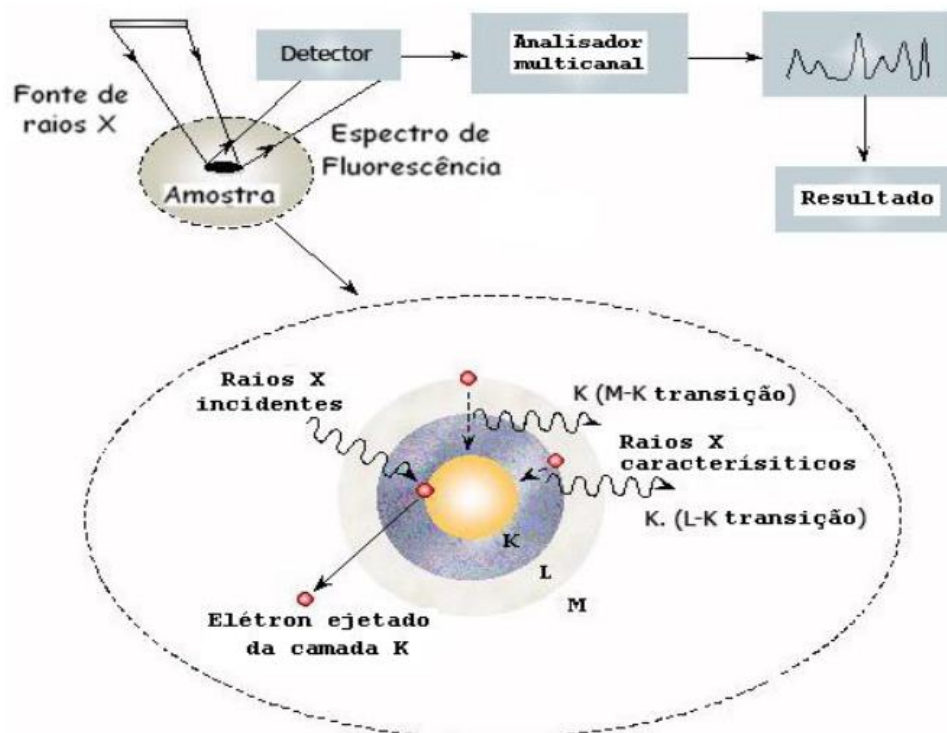 Fonte de
raios X
Detector
Analisador
multicanal
Espectro de
Fluorescência
Amostra
Resultado
Raios X
incidentes
K (M-K transição)
Raios X
caracterísiticos
K. (L-K transição)
K
L
M
Elétron ejetado
da camada K